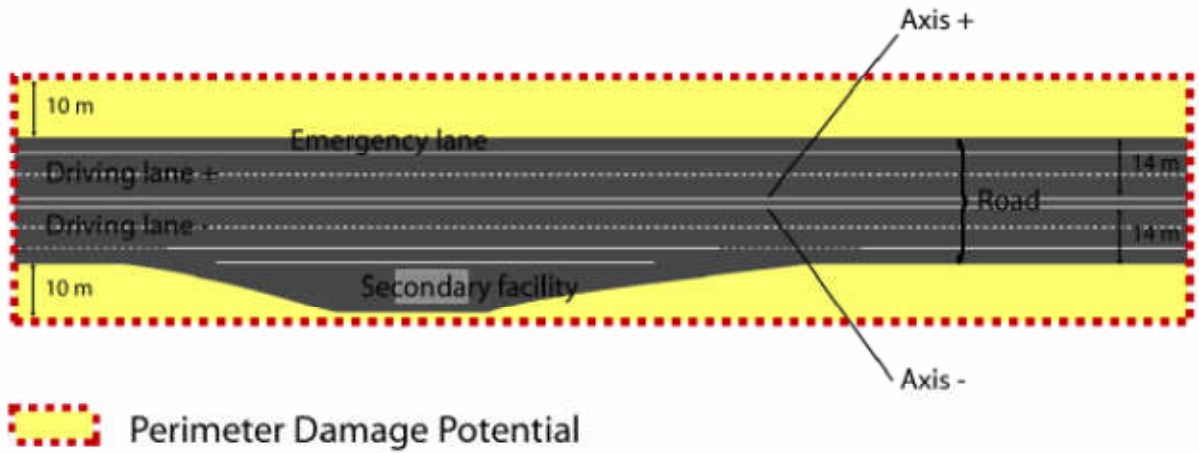 Axis +
10 m
Emergency lane
Driving lane +
14 m
Road
Driving lane -
14 m
10 m
Secondary facility
Axis -
Perimeter Damage Potential